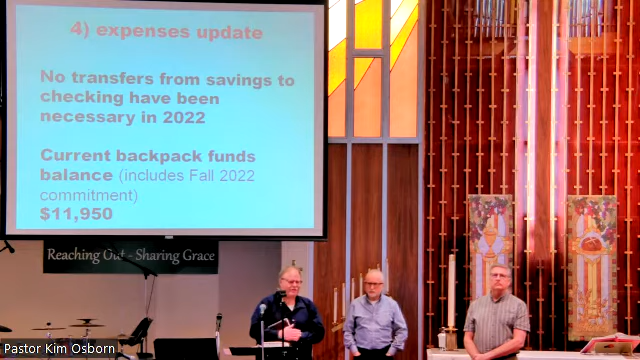 4) expenses update
No transfers from savings to
checking have been
necessary in 2022
Current backpack funds
balance (includes Fall 2022
commitment)
$11,950
Reaching Out - Sharing Grace
Pastor Kim Osborn